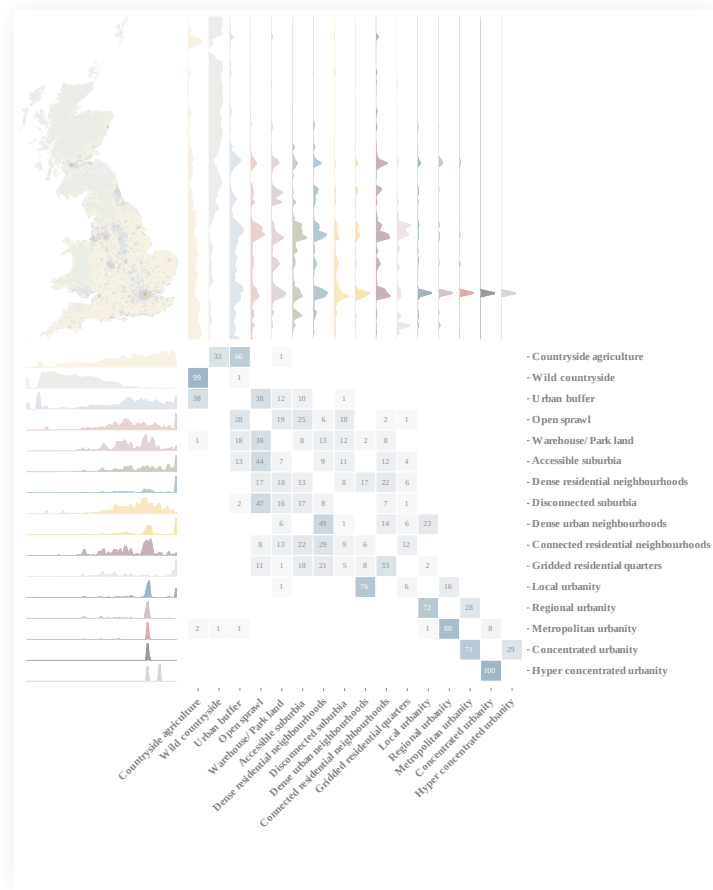 33 66 1 - Countryside agriculture
99 1 - Wild countryside
38 38 12 10 1 - Urban buffer
28 19 25 6 18 2 1 - Open sprawl
1 18 38 8 13 12 2 8 - Warehouse/ Park land
13 44 7 9 11 12 4 - Accessible suburbia
17 18 13 8 17 22 6 - Dense residential neighbourhoods
2 47 16 17 8 7 1 - Disconnected suburbia
6 49 1 14 6 23 - Dense urban neighbourhoods
8 13 22 29 9 6 12 - Connected residential neighbourhoods
11 1 18 21 5 8 33 2 - Gridded residential quarters
1 76 6 16 - Local urbanity
72 28 - Regional urbanity
2 1 1 1 88 8 - Metropolitan urbanity
71 29 - Concentrated urbanity
100 - Hyper concentrated urbanity
Countryside agriculture
Wild countryside
Urban buffer
Open sprawl
Warehouse/ Park land
Accessible suburbia
Dense residential neighbourhoods
Disconnected suburbia
Dense urban neighbourhoods
Connected residential neighbourhoods
Gridded residential quarters
Local urbanity
Regional urbanity
Metropolitan urbanity
Concentrated urbanity
Hyper concentrated urbanity